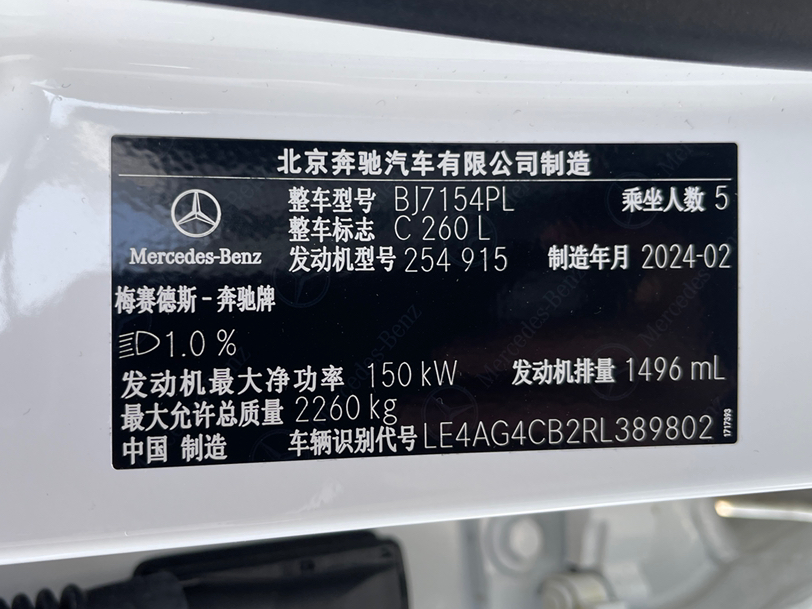 北京奔驰汽车有限公司制造
整车型号 BJ7154PL 乘坐人数 5
整车标志 C 260 L
Mercedes-Benz
发动机型号 254 915 制造年月 2024-02
梅赛德斯-奔驰牌
1.0 %
发动机最大净功率 150 kW 发动机排量 1496 mL
最大允许总质量 2260 kg
中国 制造 车辆识别代号 LE4AG4CB2RL389802
1717393